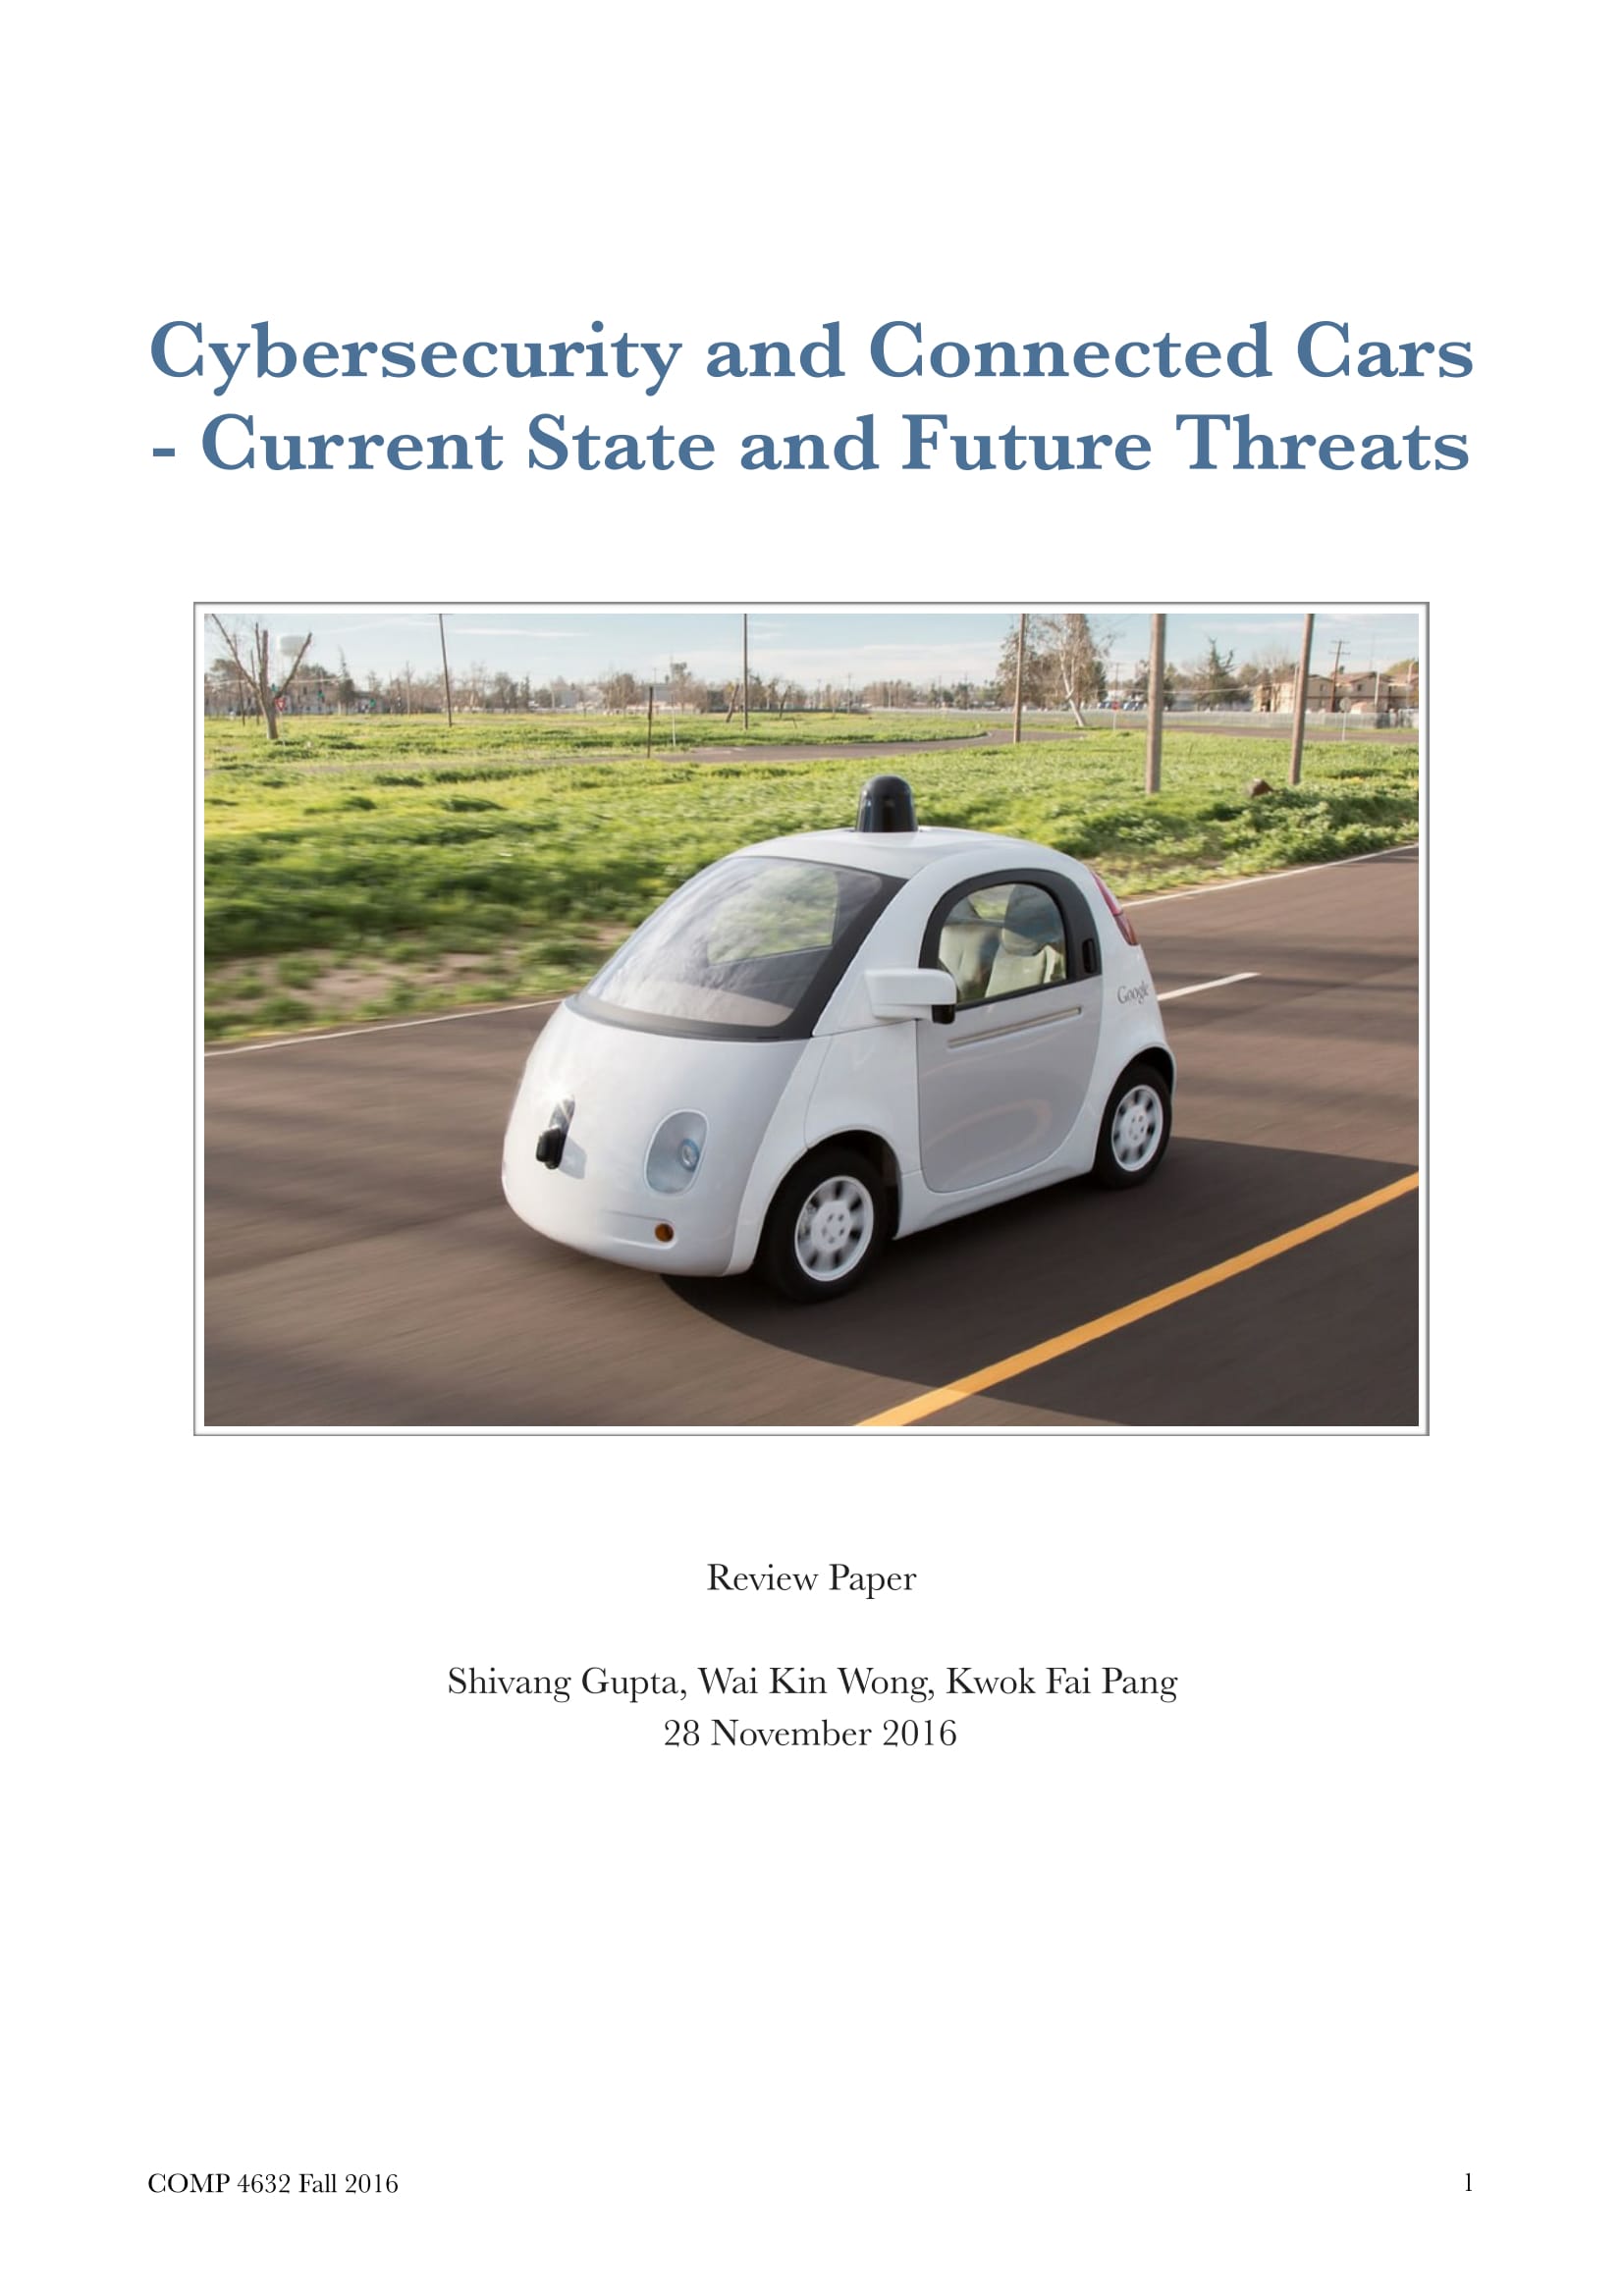 Cybersecurity and Connected Cars
- Current State and Future Threats
Google
Review Paper
Shivang Gupta, Wai Kin Wong, Kwok Fai Pang
28 November 2016
COMP 4632 Fall 2016
1